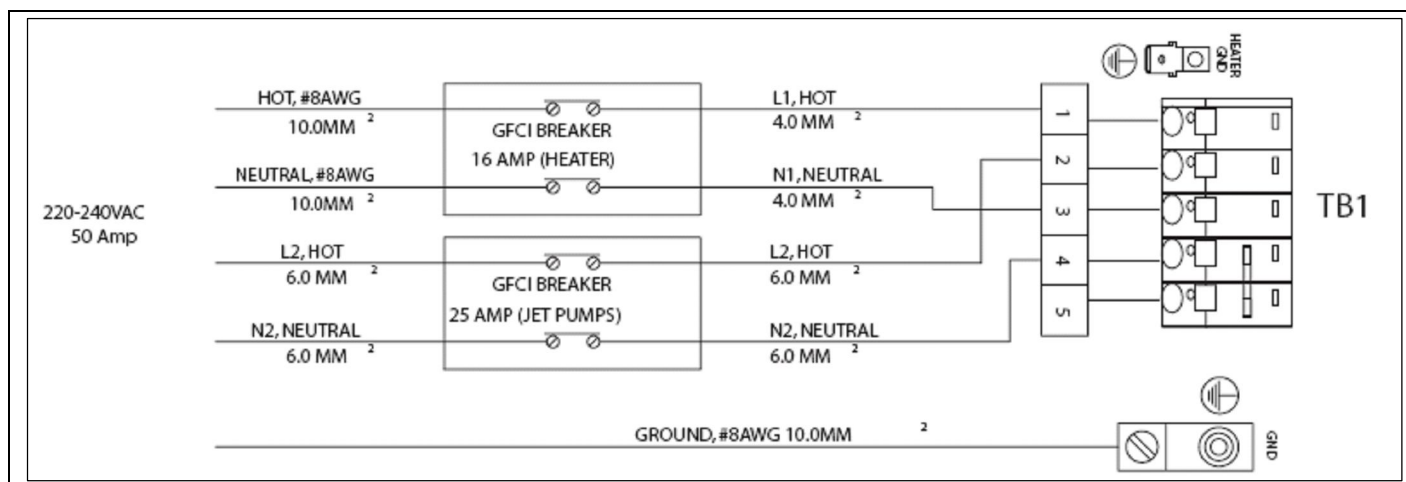 HEATER
GND
HOT, #8AWG
10.0MM ²
L1, HOT
4.0 MM ²
GFCI BREAKER
16 AMP (HEATER)
NEUTRAL, #8AWG
10.0MM ²
N1, NEUTRAL
4.0 MM ²
220-240VAC
50 Amp
L2, HOT
6.0 MM ²
L2, HOT
6.0 MM ²
GFCI BREAKER
25 AMP (JET PUMPS)
N2, NEUTRAL
6.0 MM ²
N2, NEUTRAL
6.0 MM ²
1
2
3
4
5
TB1
GROUND, #8AWG 10.0MM ²
GND